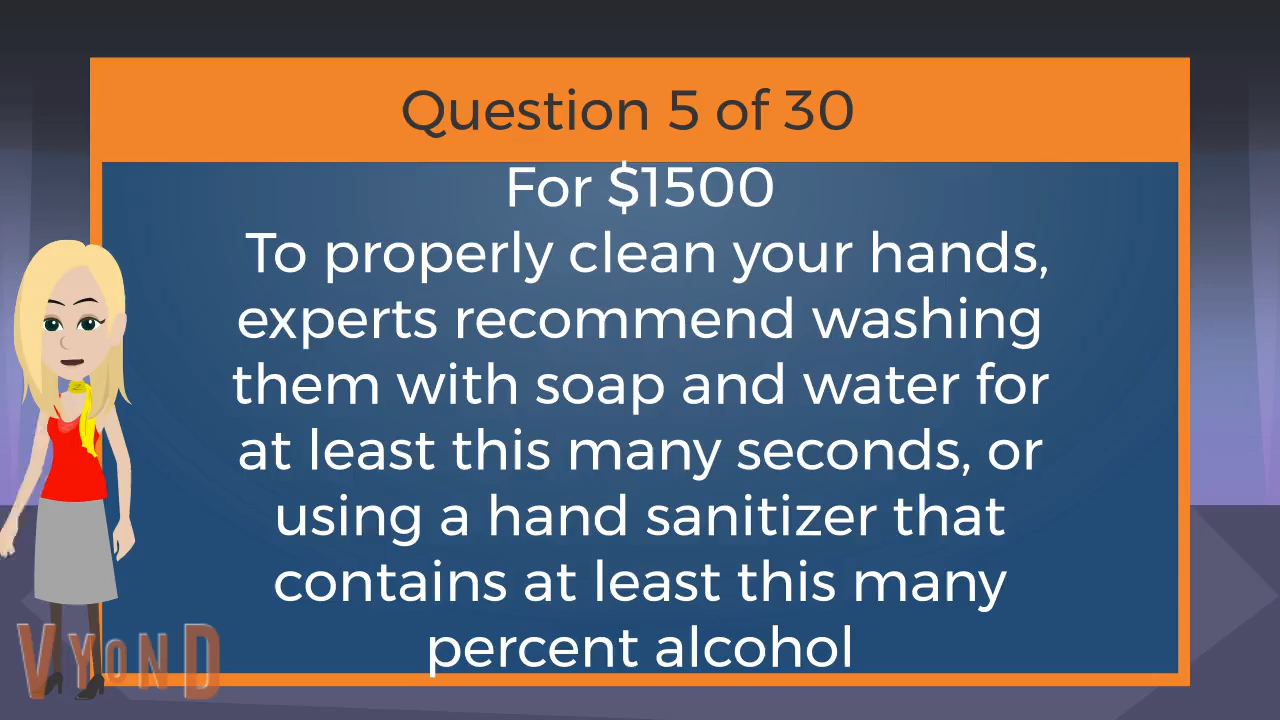 Question 5 of 30
For $1500
To properly clean your hands,
experts recommend washing
them with soap and water for
at least this many seconds, or
using a hand sanitizer that
contains at least this many
percent alcohol
VYOND